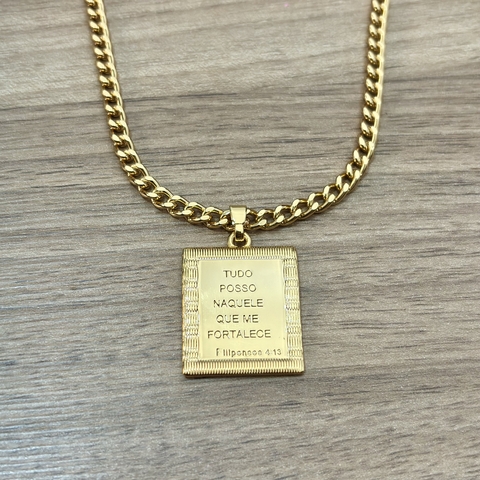 TUDO
POSSO
NAQUELE
QUE ME
FORTALECE
Filipenses 4:13